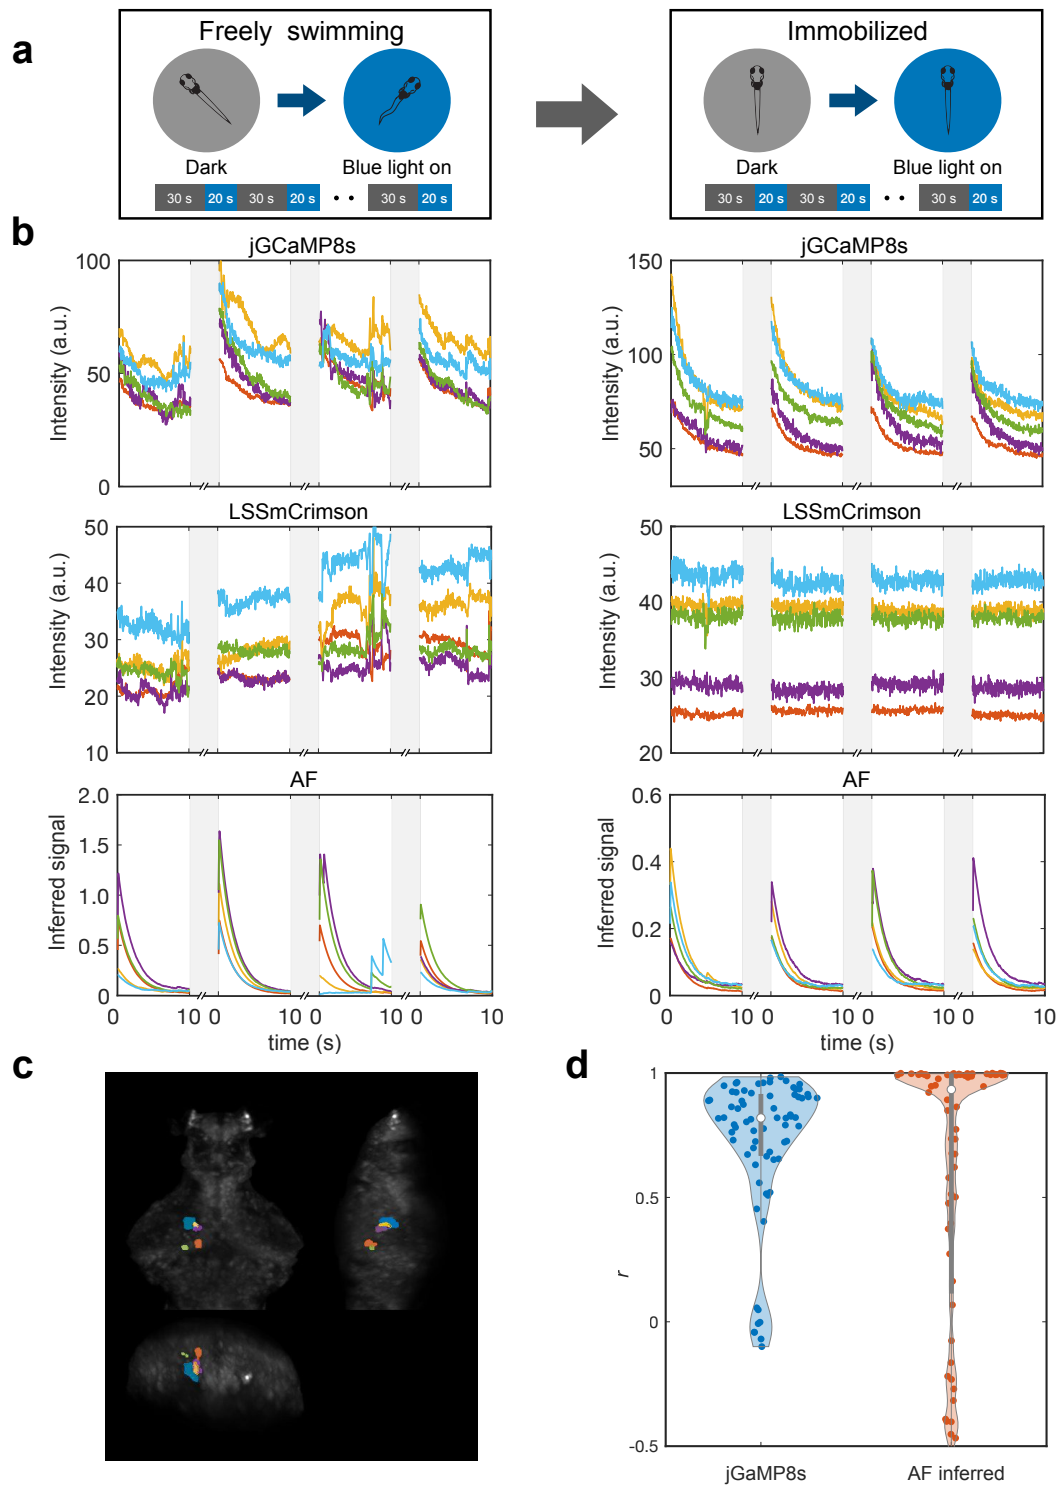 a
Freely swimming
Dark
Blue light on
30 s 20 s 30 s 20 s • • 30 s 20 s
Immobilized
Dark
Blue light on
30 s 20 s 30 s 20 s • • 30 s 20 s
b
jGCaMP8s
Intensity (a.u.)
100
50
0
jGCaMP8s
Intensity (a.u.)
150
100
50
LSSmCrimson
Intensity (a.u.)
50
40
30
20
10
LSSmCrimson
Intensity (a.u.)
50
40
30
20
AF
Inferred signal
2.0
1.5
1.0
0.5
0
0 10 0 10 0 10 0 10
time (s)
AF
Inferred signal
0.6
0.4
0.2
0
0 10 0 10 0 10 0 10
time (s)
c
d
r
1
0.5
0
-0.5
jGaMP8s
AF inferred